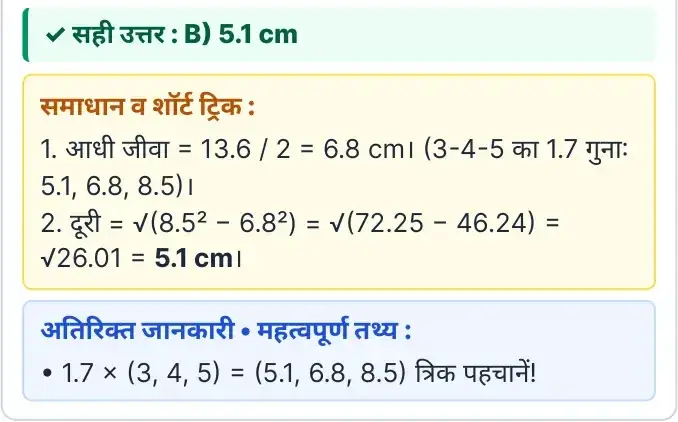 ✓ सही उत्तर : B) 5.1 cm
समाधान व शॉर्ट ट्रिक :
1. आधी जीवा = 13.6 / 2 = 6.8 cm। (3-4-5 का 1.7 गुनाः
5.1, 6.8, 8.5)।
2. दूरी = √(8.5² − 6.8²) = √(72.25 − 46.24) =
√26.01 = 5.1 cm।
अतिरिक्त जानकारी • महत्वपूर्ण तथ्य :
• 1.7 × (3, 4, 5) = (5.1, 6.8, 8.5) त्रिक पहचानें!